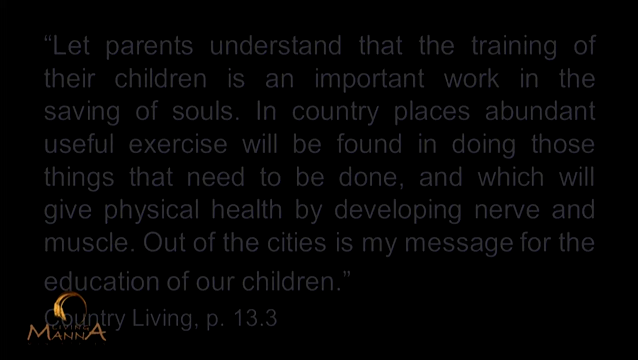 “Let parents understand that the training of
their children is an important work in the
saving of souls. In country places abundant
useful exercise will be found in doing those
things that need to be done, and which will
give physical health by developing nerve and
muscle. Out of the cities is my message for the
education of our children.”
Country Living, p. 13.3
LIVING
MANNA